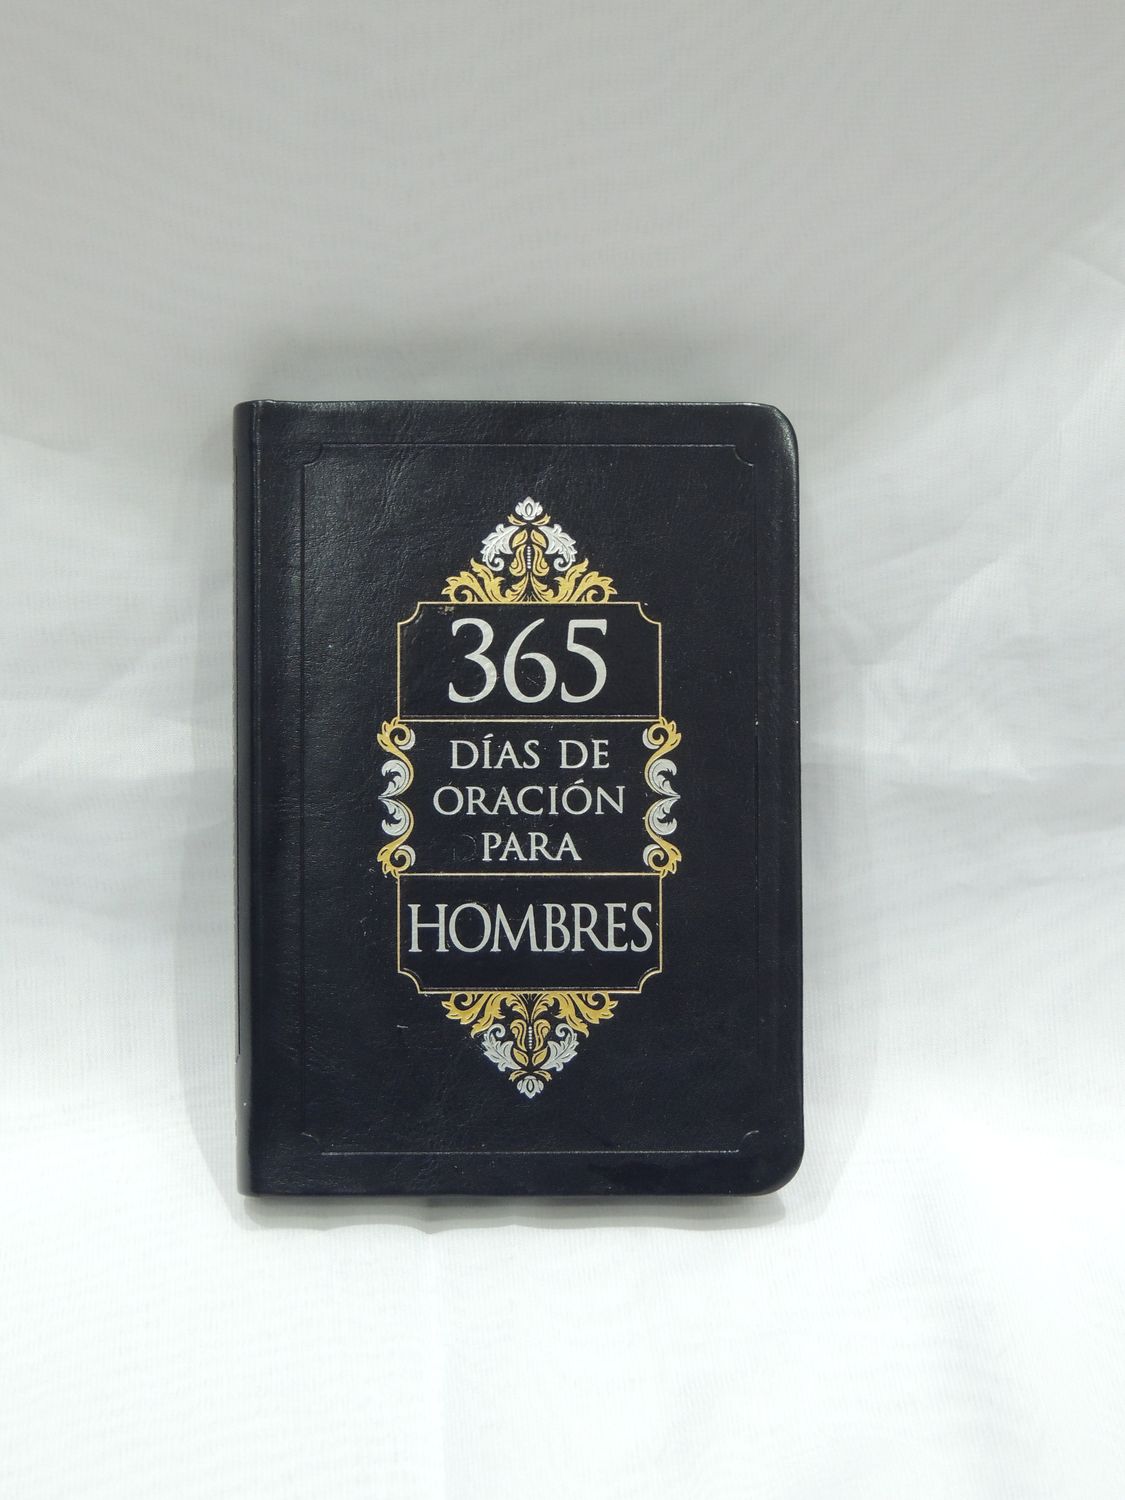 365
DÍAS DE
ORACIÓN
PARA
HOMBRES